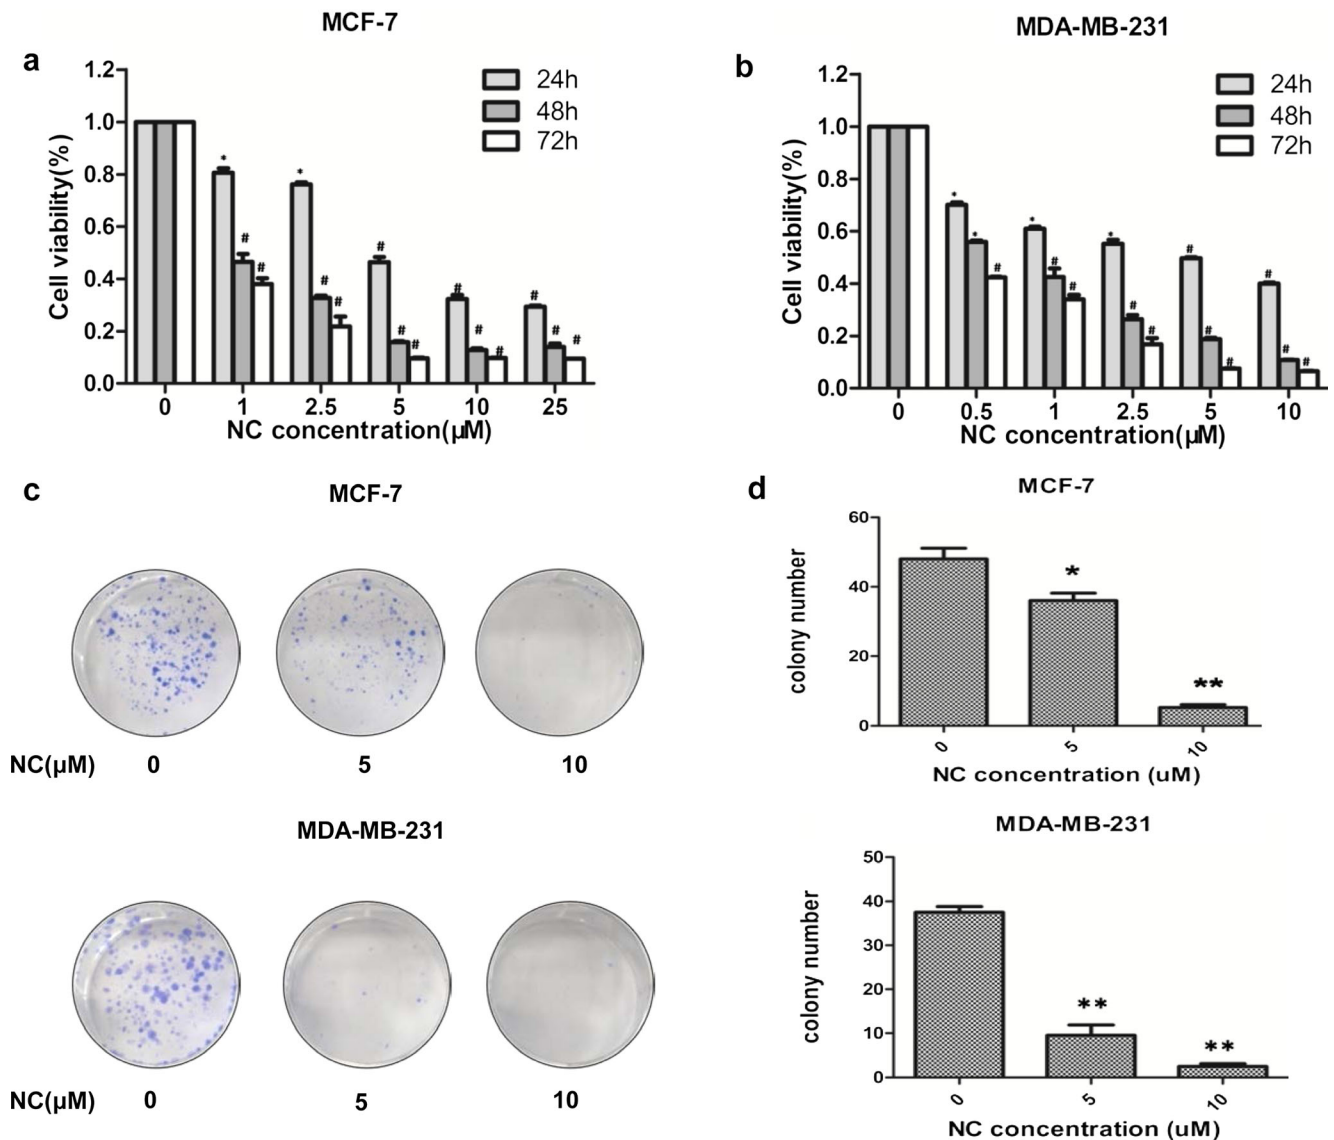 MCF-7
a
1.2
1.0
0.8
0.6
0.4
0.2
0.0
Cell viability(%)
24h
48h
72h
* * # # # # # # # # # # # # #
0 1 2.5 5 10 25
NC concentration(µM)
MDA-MB-231
b
1.2
1.0
0.8
0.6
0.4
0.2
0.0
Cell viability(%)
24h
48h
72h
* * # * # # * # # # # # # # #
0 0.5 1 2.5 5 10
NC concentration(µM)
c
MCF-7
NC(µM) 0 5 10
MDA-MB-231
NC(µM) 0 5 10
d
MCF-7
60
40
20
0
colony number
*
**
0 5 10
NC concentration (uM)
MDA-MB-231
50
40
30
20
10
0
colony number
**
**
0 5 10
NC concentration (uM)